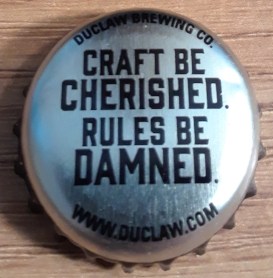 DUCLAW BREWING CO.
CRAFT BE
CHERISHED.
RULES BE
DAMNED.
WWW.DUCLAW.COM